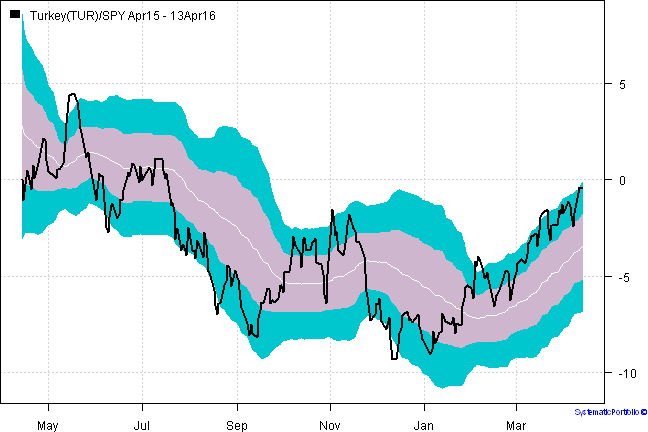 Turkey(TUR)/SPY Apr15 - 13Apr16
5
0
-5
-10
May Jul Sep Nov Jan Mar
SystematicPortfolio ©